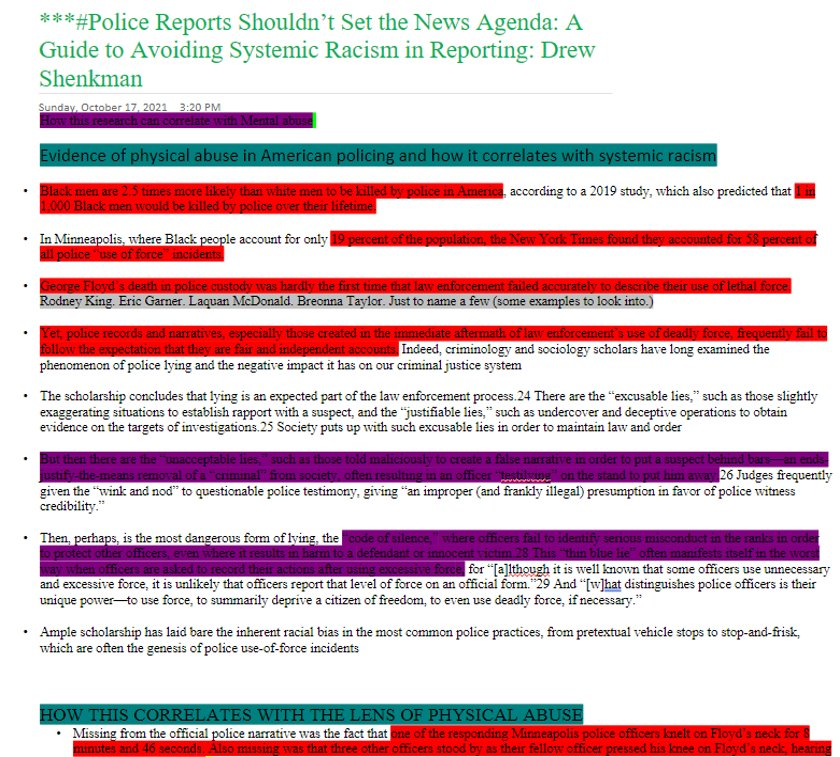 ***#Police Reports Shouldn't Set the News Agenda: A
Guide to Avoiding Systemic Racism in Reporting: Drew
Shenkman
Sunday, October 17, 2021 3:20 PM
How this research can correlate with Mental abuse
Evidence of physical abuse in American policing and how it correlates with systemic racism
• Black men are 2.5 times more likely than white men to be killed by police in America, according to a 2019 study, which also predicted that 1 in
1,000 Black men would be killed by police over their lifetime.
• In Minneapolis, where Black people account for only 19 percent of the population, the New York Times found they accounted for 58 percent of
all police “use of force” incidents.
• George Floyd’s death in police custody was hardly the first time that law enforcement failed accurately to describe their use of lethal force.
Rodney King. Eric Garner. Laquan McDonald. Breonna Taylor. Just to name a few (some examples to look into.)
• Yet, police records and narratives, especially those created in the immediate aftermath of law enforcement’s use of deadly force, frequently fail to
follow the expectation that they are fair and independent accounts. Indeed, criminology and sociology scholars have long examined the
phenomenon of police lying and the negative impact it has on our criminal justice system
• The scholarship concludes that lying is an expected part of the law enforcement process.24 There are the “excusable lies,” such as those slightly
exaggerating situations to establish rapport with a suspect, and the “justifiable lies,” such as undercover and deceptive operations to obtain
evidence on the targets of investigations.25 Society puts up with such excusable lies in order to maintain law and order
• But then there are the “unacceptable lies,” such as those told maliciously to create a false narrative in order to put a suspect behind bars—an ends-
justify-the-means removal of a “criminal” from society, often resulting in an officer “testilying” on the stand to put him away.26 Judges frequently
given the “wink and nod” to questionable police testimony, giving “an improper (and frankly illegal) presumption in favor of police witness
credibility.”
• Then, perhaps, is the most dangerous form of lying, the “code of silence,” where officers fail to identify serious misconduct in the ranks in order
to protect other officers, even where it results in harm to a defendant or innocent victim.28 This “thin blue lie” often manifests itself in the worst
way when officers are asked to record their actions after using excessive force, for “[a]lthough it is well known that some officers use unnecessary
and excessive force, it is unlikely that officers report that level of force on an official form.”29 And “[w]hat distinguishes police officers is their
unique power—to use force, to summarily deprive a citizen of freedom, to even use deadly force, if necessary.”
• Ample scholarship has laid bare the inherent racial bias in the most common police practices, from pretextual vehicle stops to stop-and-frisk,
which are often the genesis of police use-of-force incidents
HOW THIS CORRELATES WITH THE LENS OF PHYSICAL ABUSE
• Missing from the official police narrative was the fact that one of the responding Minneapolis police officers knelt on Floyd’s neck for 8
minutes and 46 seconds. Also missing was that three other officers stood by as their fellow officer pressed his knee on Floyd’s neck, hearing